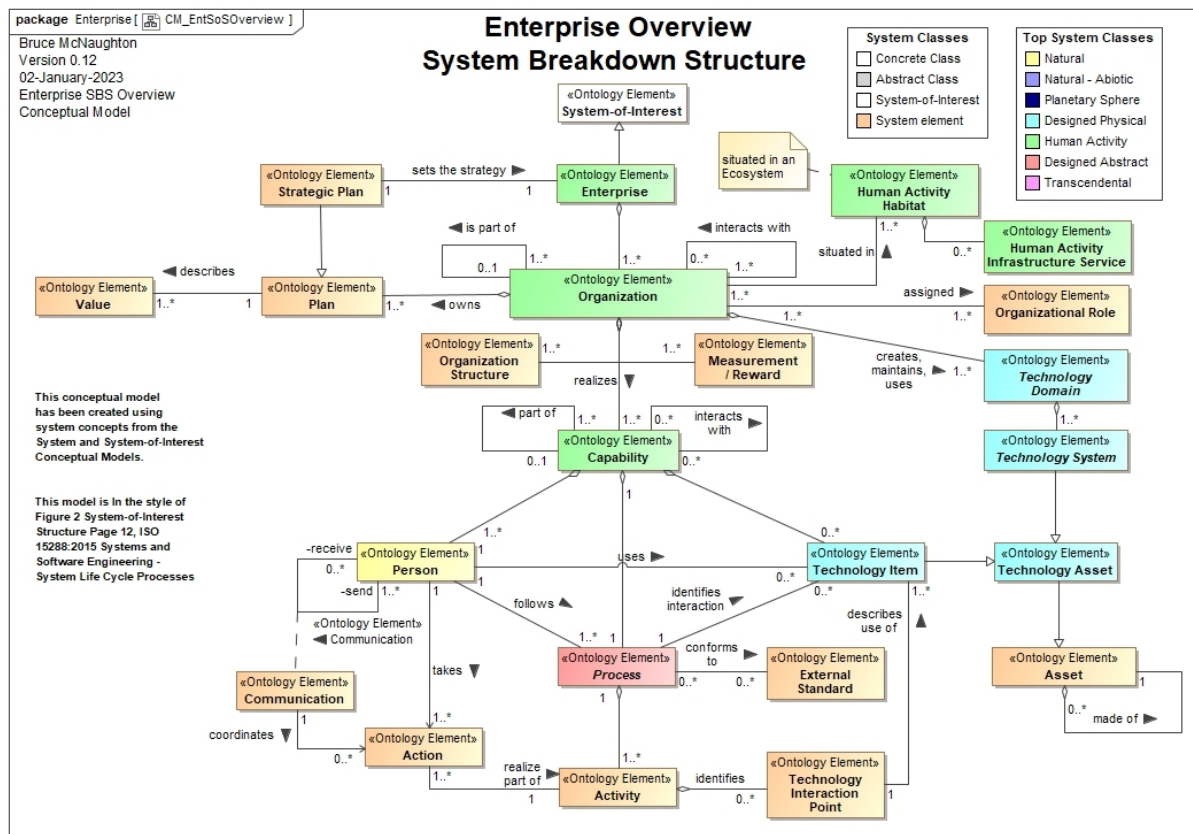 package Enterprise [ CM_EntSoSOverview ]
Bruce McNaughton
Version 0.12
02-January-2023
Enterprise SBS Overview
Conceptual Model
Enterprise Overview
System Breakdown Structure
System Classes
Concrete Class
Abstract Class
System-of-Interest
System element
Top System Classes
Natural
Natural - Abiotic
Planetary Sphere
Designed Physical
Human Activity
Designed Abstract
Transcendental
«Ontology Element»
System-of-Interest
«Ontology Element»
Strategic Plan
1
sets the strategy
1
«Ontology Element»
Enterprise
situated in an
Ecosystem
«Ontology Element»
Human Activity
Habitat
1..*
0..*
«Ontology Element»
Human Activity
Infrastructure Service
is part of
1..*
0..1
1..*
interacts with
0..*
1..*
situated in
1..*
«Ontology Element»
Organization
describes
«Ontology Element»
Value
1..*
1
«Ontology Element»
Plan
1..*
owns
assigned
1..*
1..*
«Ontology Element»
Organizational Role
«Ontology Element»
Organization
Structure
1..*
1..*
«Ontology Element»
Measurement
/ Reward
realizes
creates,
maintains,
uses
1..*
«Ontology Element»
Technology
Domain
1..*
«Ontology Element»
Technology System
This conceptual model
has been created using
system concepts from the
System and System-of-Interest
Conceptual Models.
This model is In the style of
Figure 2 System-of-Interest
Structure Page 12, ISO
15288:2015 Systems and
Software Engineering -
System Life Cycle Processes
part of
1..*
0..1
1..*
0..*
interacts
with
0..*
«Ontology Element»
Capability
1
1..*
0..*
-receive
0..*
-send
1..*
«Ontology Element»
Person
1
1
1
1
uses
0..*
0..*
«Ontology Element»
Technology Item
1..*
«Ontology Element»
Technology Asset
«Ontology Element»
Communication
follows
1..*
identifies
interaction
1
1
describes
use of
takes
1..*
«Ontology Element»
Process
1
conforms
to
0..*
0..*
«Ontology Element»
External
Standard
«Ontology Element»
Asset
1
0..*
made of
«Ontology Element»
Communication
1
coordinates
0..*
«Ontology Element»
Action
1..*
realize
part of
1
1..*
«Ontology Element»
Activity
identifies
0..*
«Ontology Element»
Technology
Interaction
Point
1